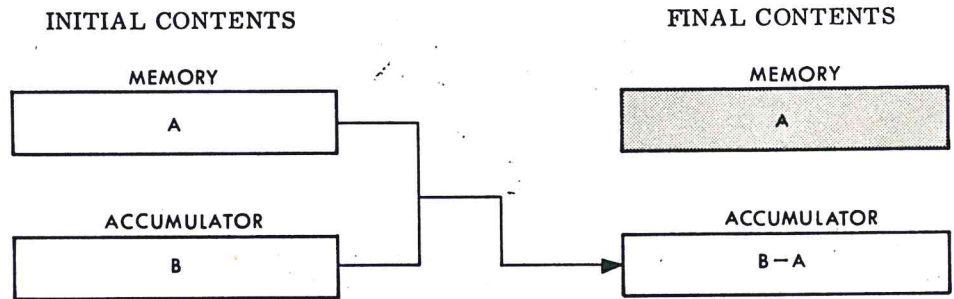 INITIAL CONTENTS
FINAL CONTENTS
MEMORY
A
MEMORY
A
ACCUMULATOR
B
ACCUMULATOR
B—A